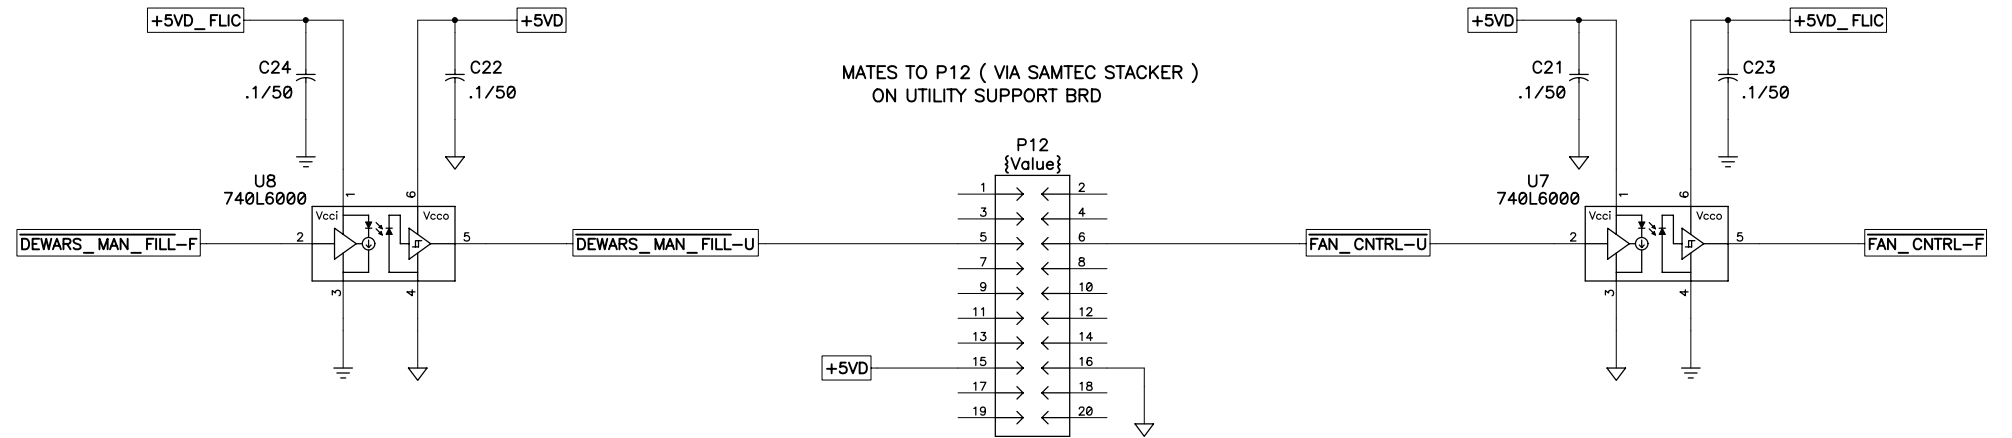 +5VD_FLIC
+5VD
+5VD
+5VD_FLIC
C24
.1/50
C22
.1/50
MATES TO P12 ( VIA SAMTEC STACKER )
ON UTILITY SUPPORT BRD
C21
.1/50
C23
.1/50
P12
{Value}
U8
740L6000
1
6
Vcci
Vcco
DEWARS_MAN_FILL-F
2
5
3
4
DEWARS_MAN_FILL-U
1
2
3
4
5
6
7
8
9
10
11
12
13
14
15
16
17
18
19
20
+5VD
FAN_CNTRL-U
U7
740L6000
1
6
Vcci
Vcco
2
5
3
4
FAN_CNTRL-F